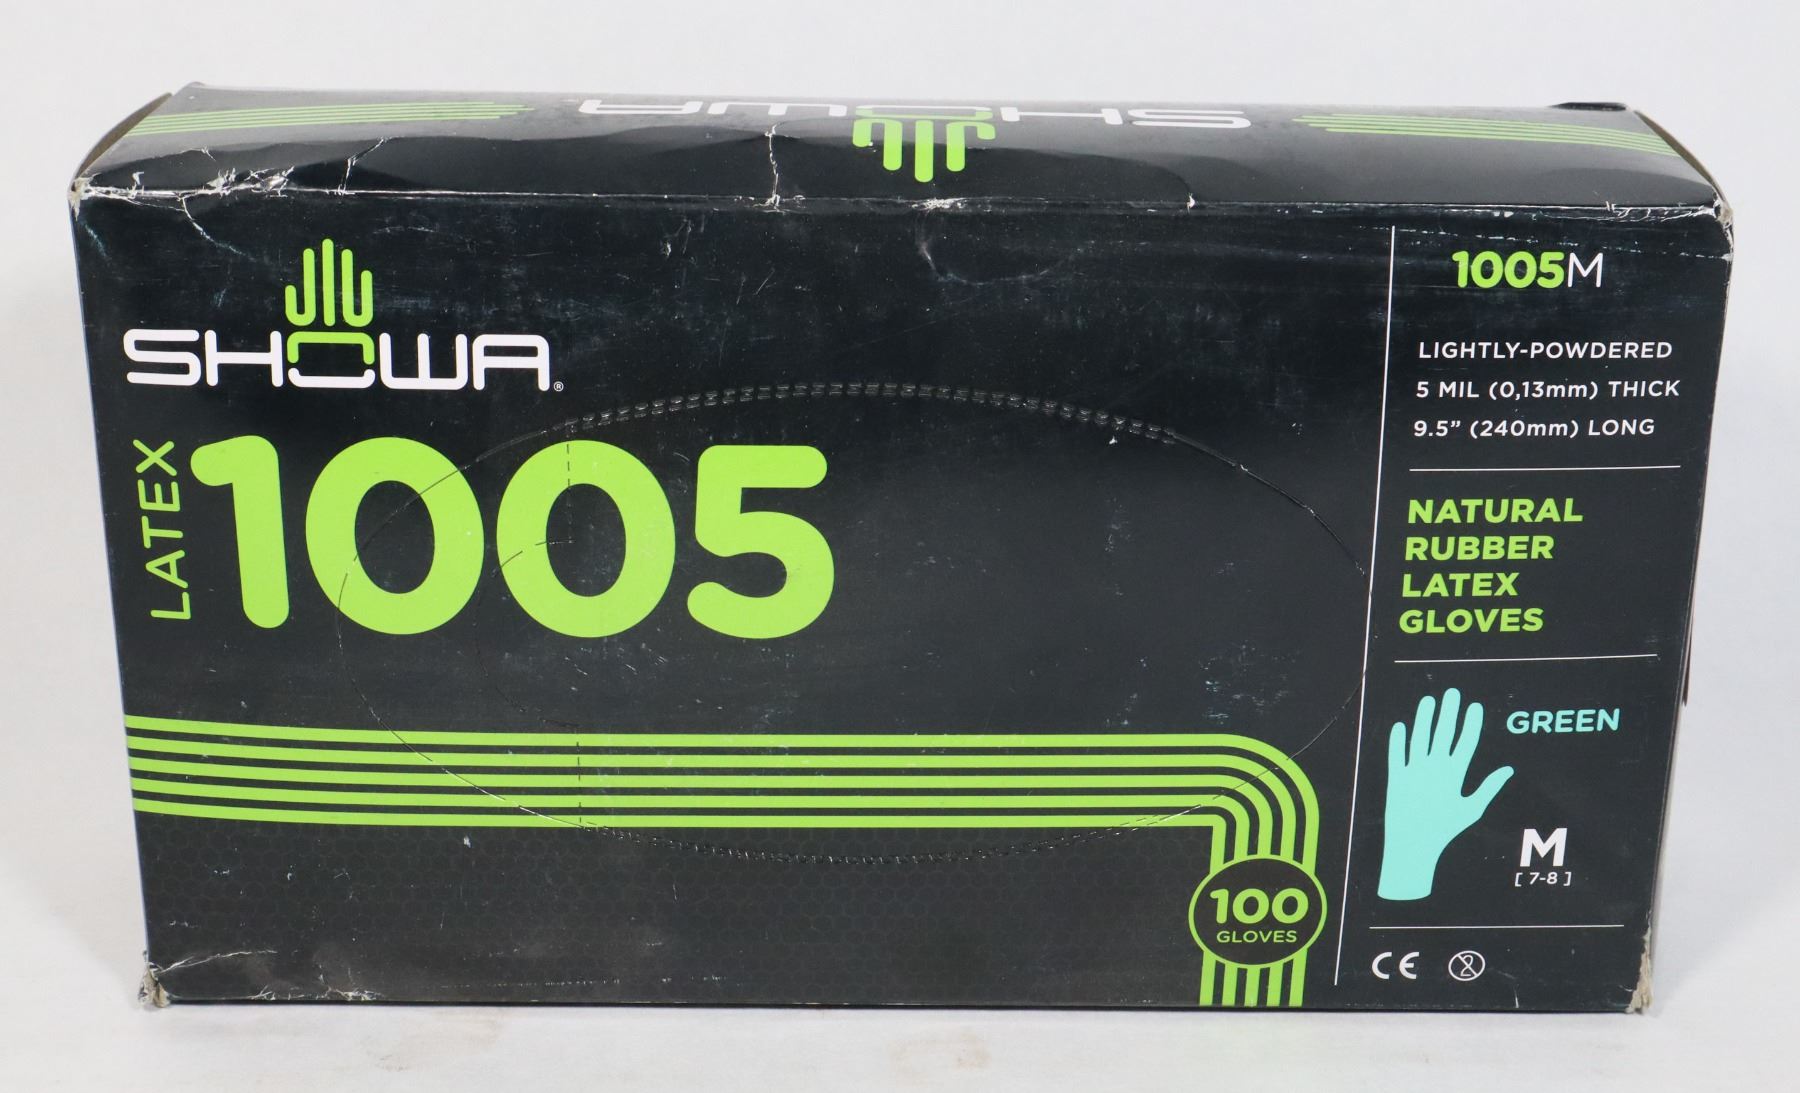 SHOWA
SHOWA®
LATEX
1005
100
GLOVES
1005M
LIGHTLY-POWDERED
5 MIL (0,13mm) THICK
9.5” (240mm) LONG
NATURAL
RUBBER
LATEX
GLOVES
GREEN
M
[ 7-8 ]
CE
2